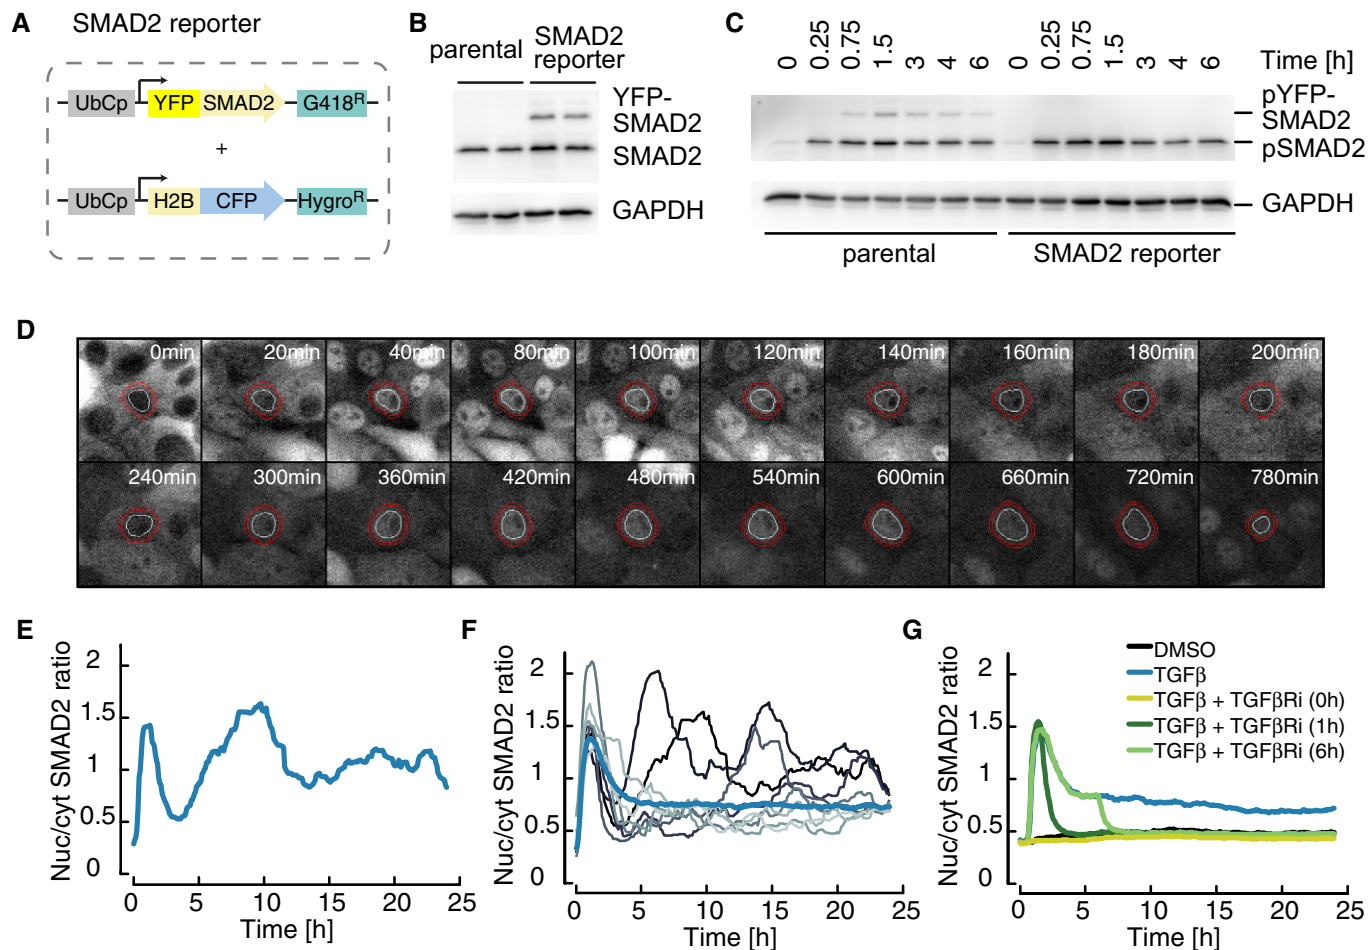 A SMAD2 reporter
UbCp YFP SMAD2 G418R
+
UbCp H2B CFP HygroR
B
parental SMAD2 reporter
YFP-SMAD2
SMAD2
GAPDH
C
0 0.25 0.75 1.5 3 4 6 0 0.25 0.75 1.5 3 4 6 Time [h]
pYFP-SMAD2
pSMAD2
GAPDH
parental SMAD2 reporter
D
0min 20min 40min 80min 100min 120min 140min 160min 180min 200min
240min 300min 360min 420min 480min 540min 600min 660min 720min 780min
E
Nuc/cyt SMAD2 ratio
2
1.5
1
0.5
0
0 5 10 15 20 25
Time [h]
F
Nuc/cyt SMAD2 ratio
2
1.5
1
0.5
0
0 5 10 15 20 25
Time [h]
G
Nuc/cyt SMAD2 ratio
2
1.5
1
0.5
0
0 5 10 15 20 25
Time [h]
DMSO
TGFβ
TGFβ + TGFβRi (0h)
TGFβ + TGFβRi (1h)
TGFβ + TGFβRi (6h)